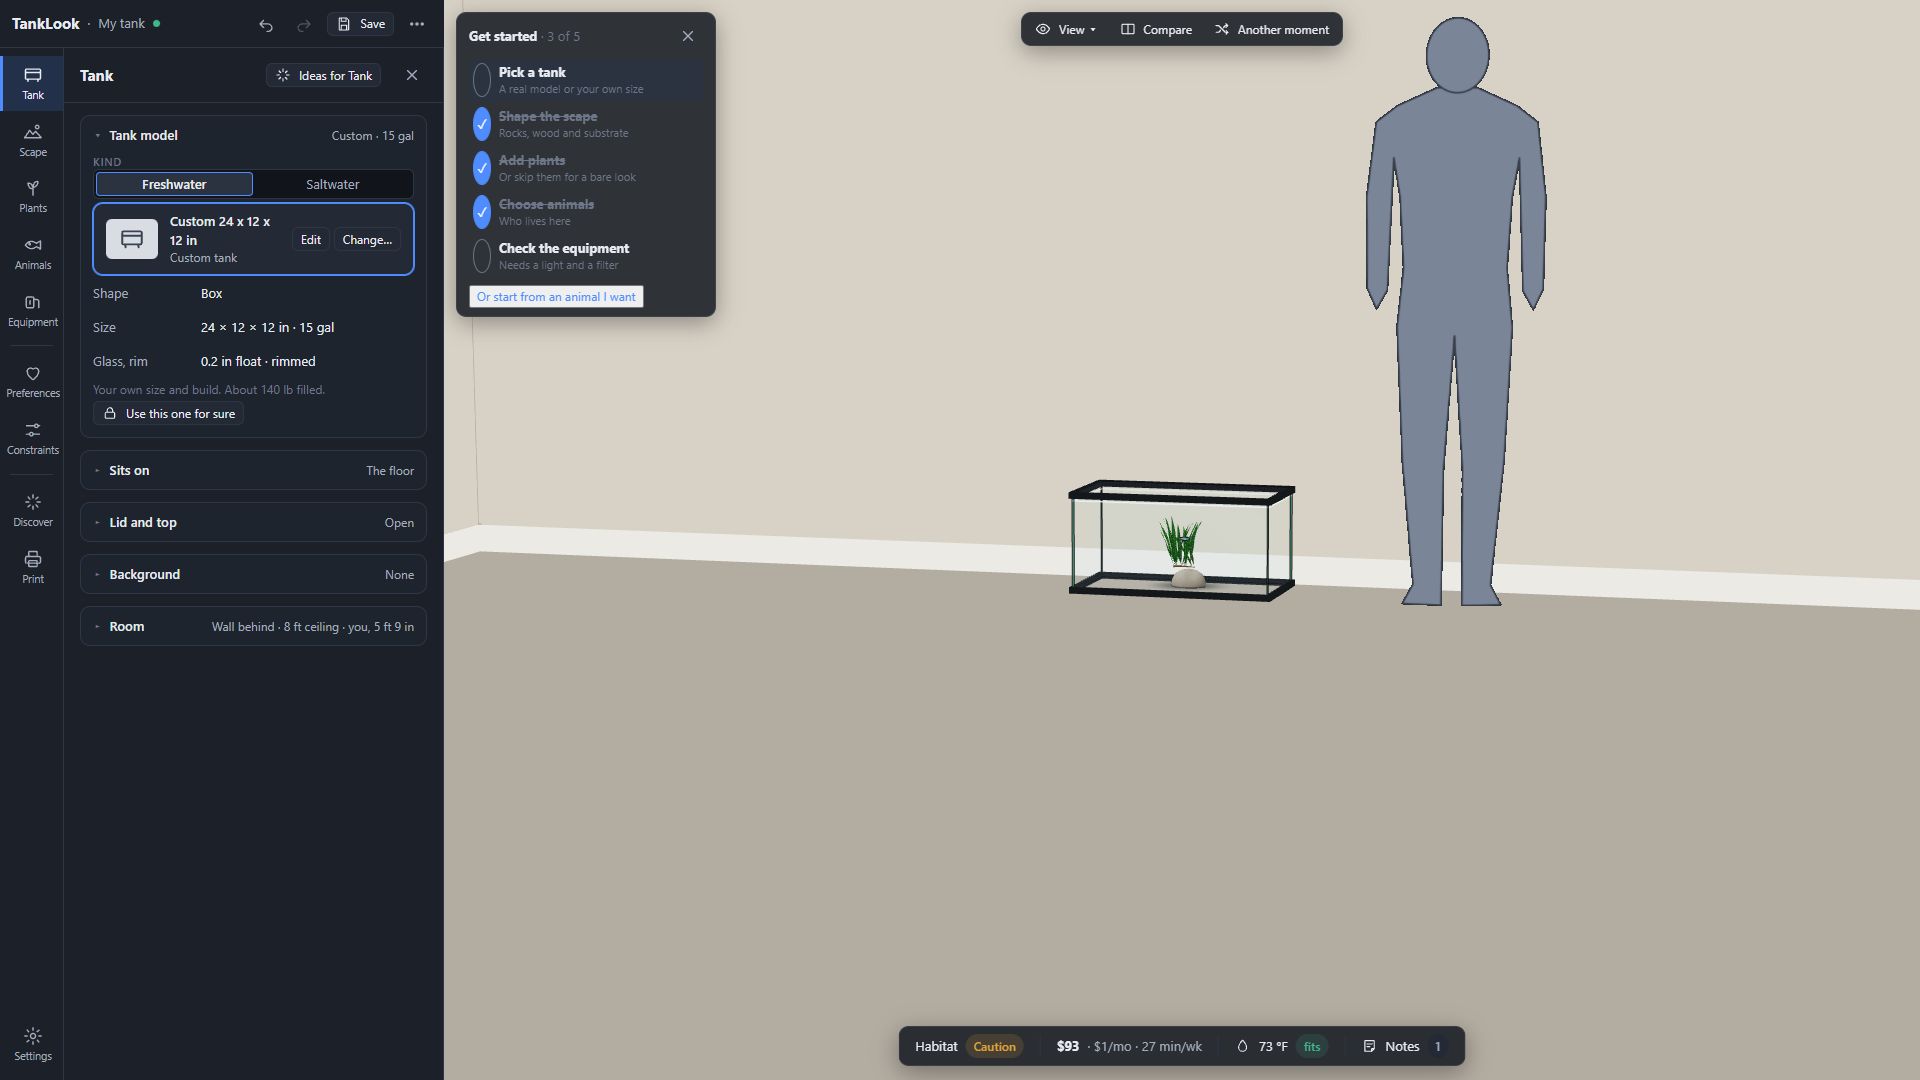 TankLook · My tank
Save
Tank
Scape
Plants
Animals
Equipment
Preferences
Constraints
Discover
Print
Settings
Tank
Ideas for Tank
Tank model
Custom · 15 gal
KIND
Freshwater
Saltwater
Custom 24 x 12 x
12 in
Custom tank
Edit
Change...
Shape
Box
Size
24 × 12 × 12 in · 15 gal
Glass, rim
0.2 in float · rimmed
Your own size and build. About 140 lb filled.
Use this one for sure
Sits on
The floor
Lid and top
Open
Background
None
Room
Wall behind · 8 ft ceiling · you, 5 ft 9 in
Get started · 3 of 5
Pick a tank
A real model or your own size
Shape the scape
Rocks, wood and substrate
Add plants
Or skip them for a bare look
Choose animals
Who lives here
Check the equipment
Needs a light and a filter
Or start from an animal I want
View
Compare
Another moment
Habitat
Caution
$93 · $1/mo · 27 min/wk
73 °F
fits
Notes
1